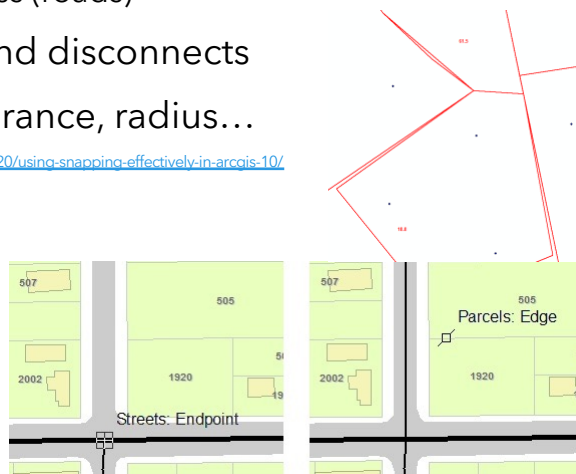 nd disconnects
rance, radius…
20/using-snapping-effectively-in-arcgis-10/
507
505
2002
1920
Streets: Endpoint
507
505
Parcels: Edge
2002
1920